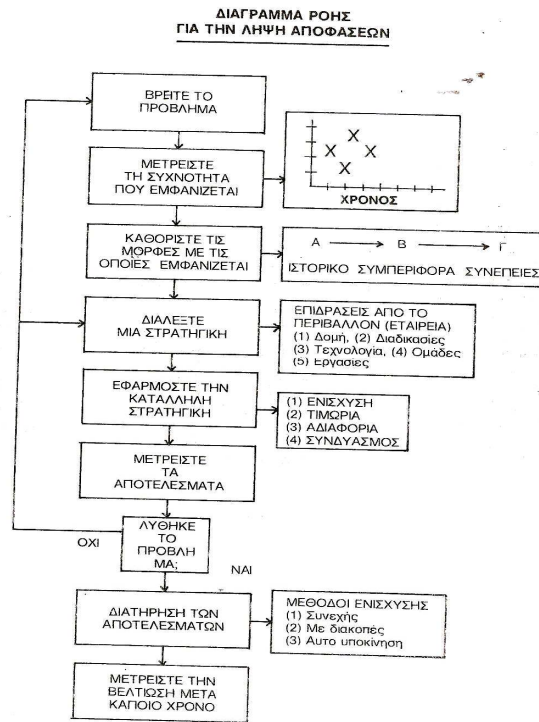 ΔΙΑΓΡΑΜΜΑ ΡΟΗΣ
ΓΙΑ ΤΗΝ ΛΗΨΗ ΑΠΟΦΑΣΕΩΝ
ΒΡΕΙΤΕ ΤΟ
ΠΡΟΒΛΗΜΑ
ΜΕΤΡΕΙΣΤΕ
ΤΗ ΣΥΧΝΟΤΗΤΑ
ΠΟΥ ΕΜΦΑΝΙΖΕΤΑΙ
X X X X
ΧΡΟΝΟΣ
ΚΑΘΟΡΙΣΤΕ ΤΙΣ
ΜΟΡΦΕΣ ΜΕ ΤΙΣ
ΟΠΟΙΕΣ ΕΜΦΑΝΙΖΕΤΑΙ
Α Β Γ
ΙΣΤΟΡΙΚΟ ΣΥΜΠΕΡΙΦΟΡΑ ΣΥΝΕΠΕΙΕΣ
ΔΙΑΛΕΞΤΕ
ΜΙΑ ΣΤΡΑΤΗΓΙΚΗ
ΕΠΙΔΡΑΣΕΙΣ ΑΠΟ ΤΟ
ΠΕΡΙΒΑΛΛΟΝ (ΕΤΑΙΡΕΙΑ)
(1) Δομή, (2) Διαδικασίες
(3) Τεχνολογία, (4) Ομάδες
(5) Εργασίες
ΕΦΑΡΜΟΣΤΕ ΤΗΝ
ΚΑΤΑΛΛΗΛΗ
ΣΤΡΑΤΗΓΙΚΗ
(1) ΕΝΙΣΧΥΣΗ
(2) ΤΙΜΩΡΙΑ
(3) ΑΔΙΑΦΟΡΙΑ
(4) ΣΥΝΔΥΑΣΜΟΣ
ΜΕΤΡΕΙΣΤΕ
ΤΑ
ΑΠΟΤΕΛΕΣΜΑΤΑ
ΛΥΘΗΚΕ
ΤΟ
ΠΡΟΒΛΗ
ΜΑ;
ΟΧΙ
ΝΑΙ
ΔΙΑΤΗΡΗΣΗ ΤΩΝ
ΑΠΟΤΕΛΕΣΜΑΤΩΝ
ΜΕΘΟΔΟΙ ΕΝΙΣΧΥΣΗΣ
(1) Συνεχής
(2) Με διακοπές
(3) Αυτο υποκίνηση
ΜΕΤΡΕΙΣΤΕ ΤΗΝ
ΒΕΛΤΙΩΣΗ ΜΕΤΑ
ΚΑΠΟΙΟ ΧΡΟΝΟ